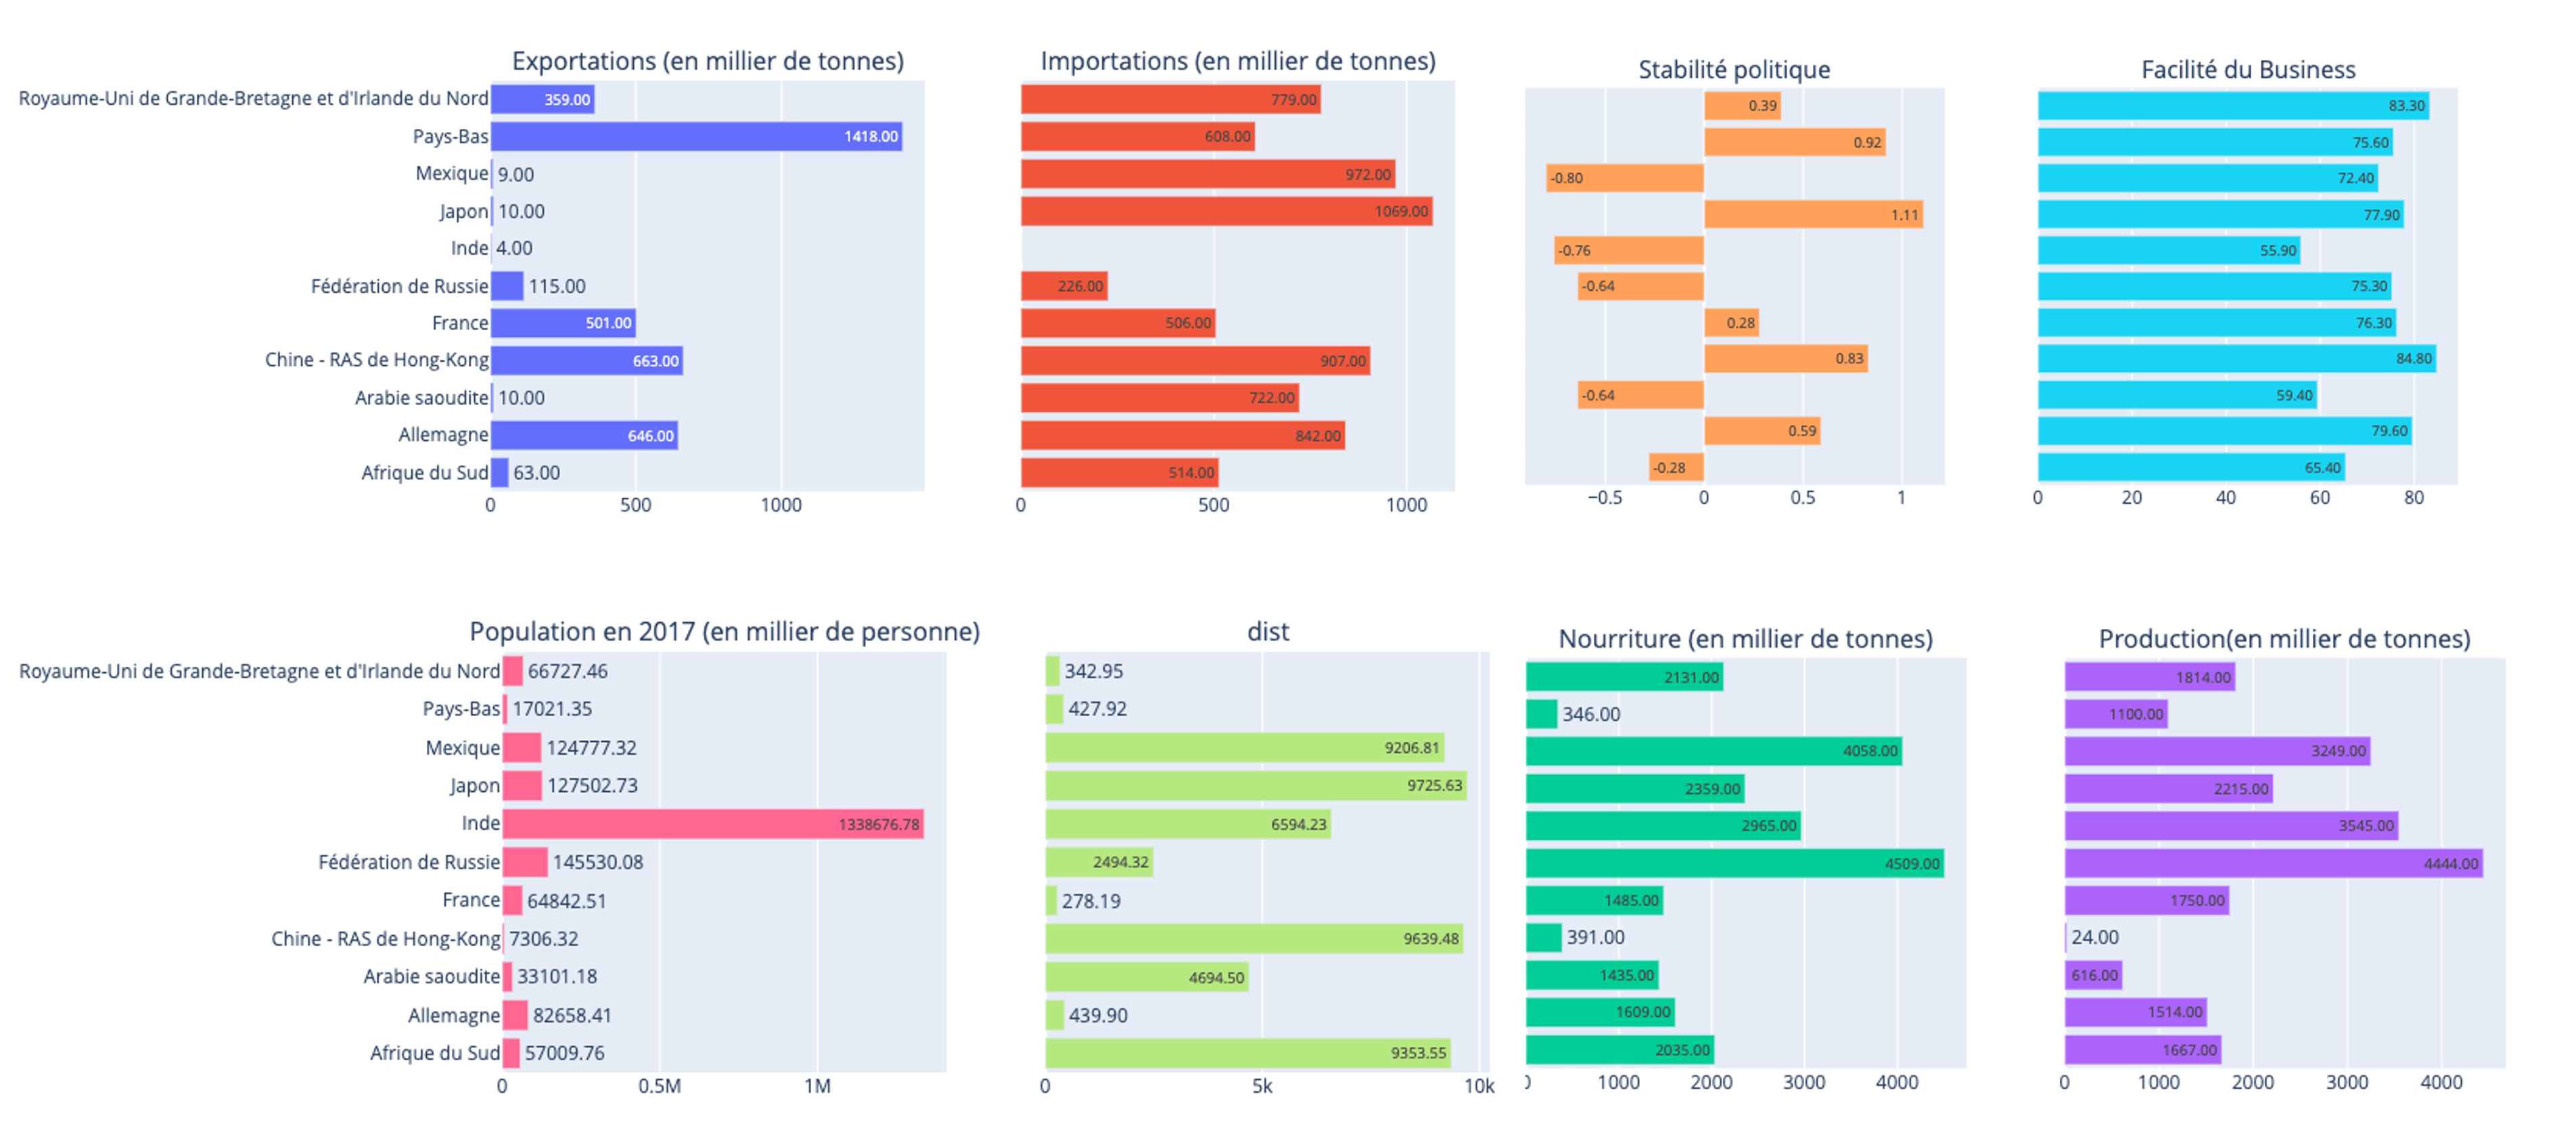 Exportations (en millier de tonnes)
Royaume-Uni de Grande-Bretagne et d'Irlande du Nord 359.00
Pays-Bas 1418.00
Mexique 9.00
Japon 10.00
Inde 4.00
Fédération de Russie 115.00
France 501.00
Chine - RAS de Hong-Kong 663.00
Arabie saoudite 10.00
Allemagne 646.00
Afrique du Sud 63.00
0 500 1000
Importations (en millier de tonnes)
779.00
608.00
972.00
1069.00
226.00
506.00
907.00
722.00
842.00
514.00
0 500 1000
Stabilité politique
0.39
0.92
-0.80
1.11
-0.76
-0.64
0.28
0.83
-0.64
0.59
-0.28
−0.5 0 0.5 1
Facilité du Business
83.30
75.60
72.40
77.90
55.90
75.30
76.30
84.80
59.40
79.60
65.40
0 20 40 60 80
Population en 2017 (en millier de personne)
Royaume-Uni de Grande-Bretagne et d'Irlande du Nord 66727.46
Pays-Bas 17021.35
Mexique 124777.32
Japon 127502.73
Inde 1338676.78
Fédération de Russie 145530.08
France 64842.51
Chine - RAS de Hong-Kong 7306.32
Arabie saoudite 33101.18
Allemagne 82658.41
Afrique du Sud 57009.76
0 0.5M 1M
dist
342.95
427.92
9206.81
9725.63
6594.23
2494.32
278.19
9639.48
4694.50
439.90
9353.55
0 5k 10k
Nourriture (en millier de tonnes)
2131.00
346.00
4058.00
2359.00
2965.00
4509.00
1485.00
391.00
1435.00
1609.00
2035.00
0 1000 2000 3000 4000
Production(en millier de tonnes)
1814.00
1100.00
3249.00
2215.00
3545.00
4444.00
1750.00
24.00
616.00
1514.00
1667.00
0 1000 2000 3000 4000